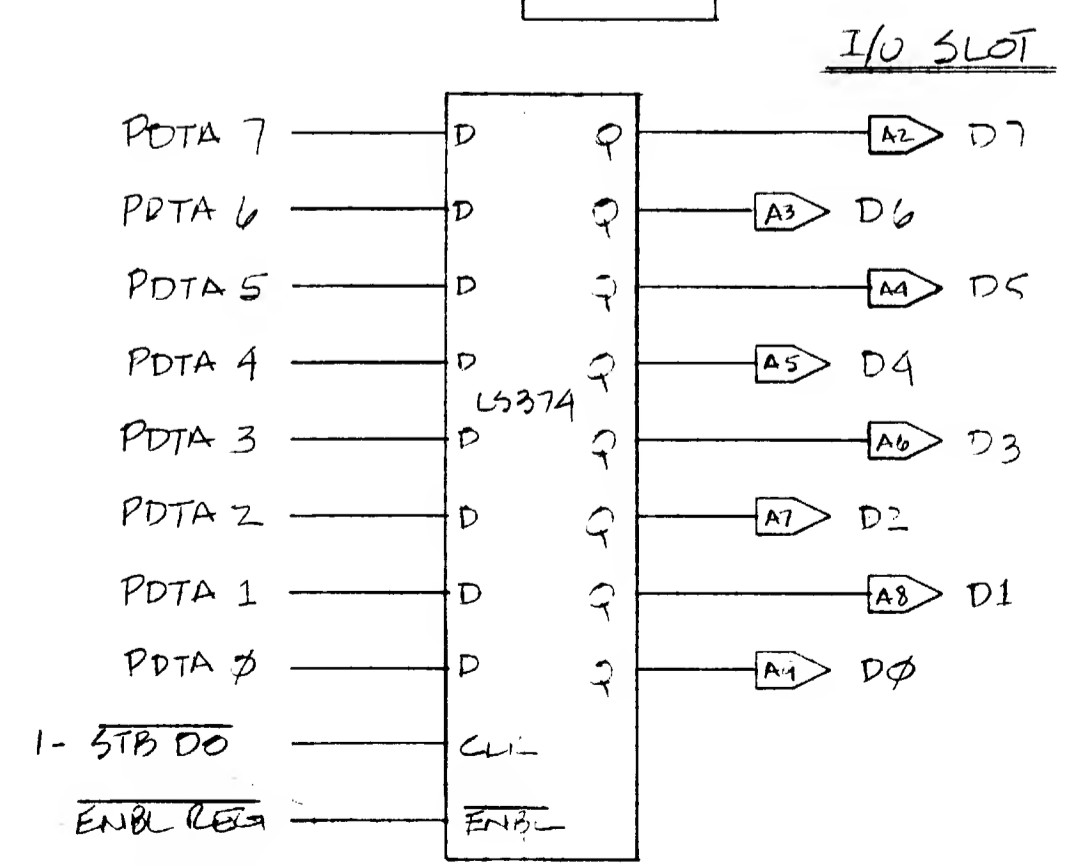 I/O SLOT
PDTA 7 D Q A2 D7
PDTA 6 D Q A3 D6
PDTA 5 D Q A4 D5
PDTA 4 D Q A5 D4
LS374
PDTA 3 D Q A6 D3
PDTA 2 D Q A7 D2
PDTA 1 D Q A8 D1
PDTA Ø D Q A9 DØ
1- STB DO CLK
ENBL REG ENBL